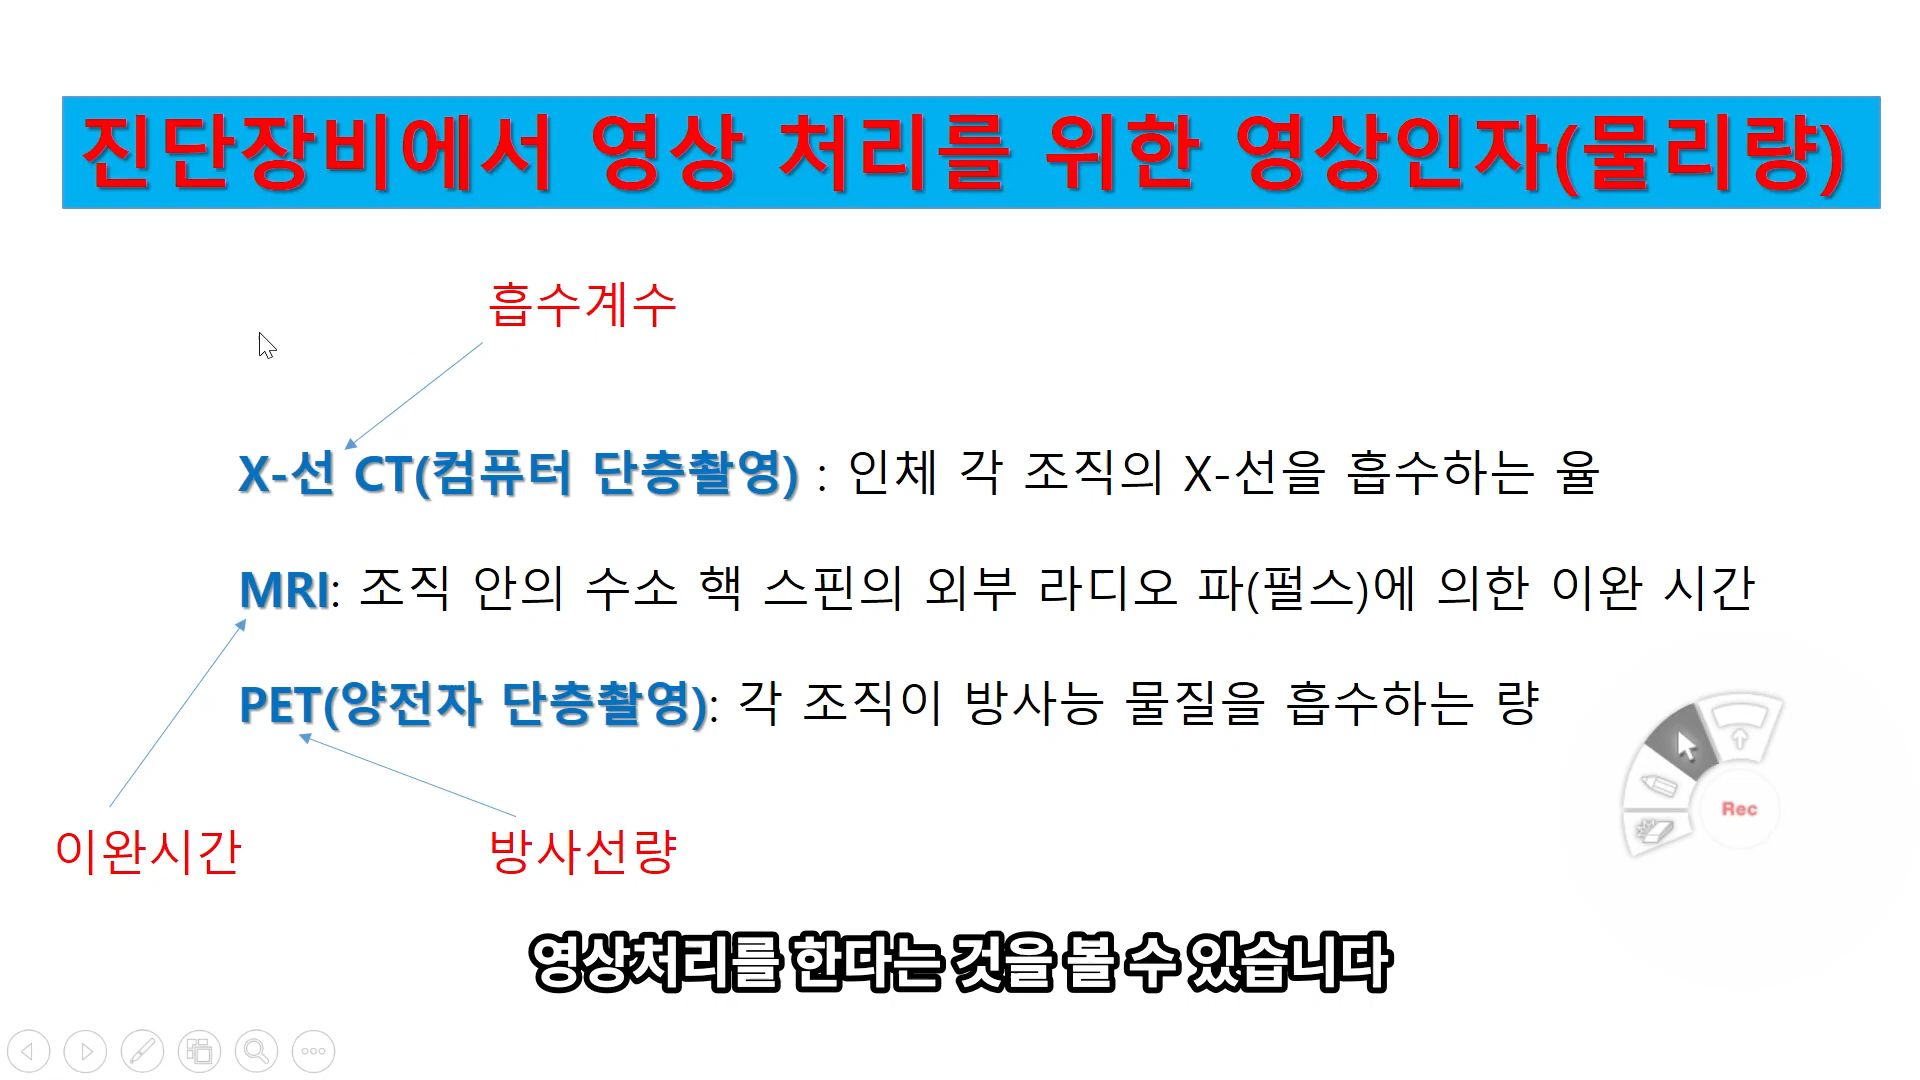 진단장비에서 영상 처리를 위한 영상인자(물리량)
흡수계수
X-선 CT(컴퓨터 단층촬영) : 인체 각 조직의 X-선을 흡수하는 율
MRI: 조직 안의 수소 핵 스핀의 외부 라디오 파(펄스)에 의한 이완 시간
PET(양전자 단층촬영): 각 조직이 방사능 물질을 흡수하는 량
Rec
이완시간
방사선량
영상처리를 한다는 것을 볼 수 있습니다